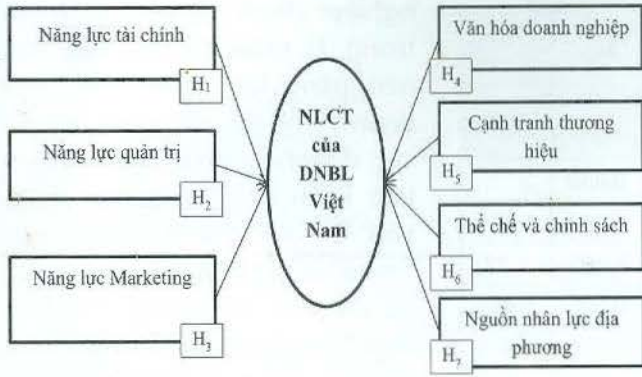 Năng lực tài chính
H1
Năng lực quản trị
H2
Năng lực Marketing
H3
NLCT
của
DNBL
Việt
Nam
Văn hóa doanh nghiệp
H4
Cạnh tranh thương
hiệu
H5
Thể chế và chinh sách
H6
Nguồn nhân lực địa
phương
H7